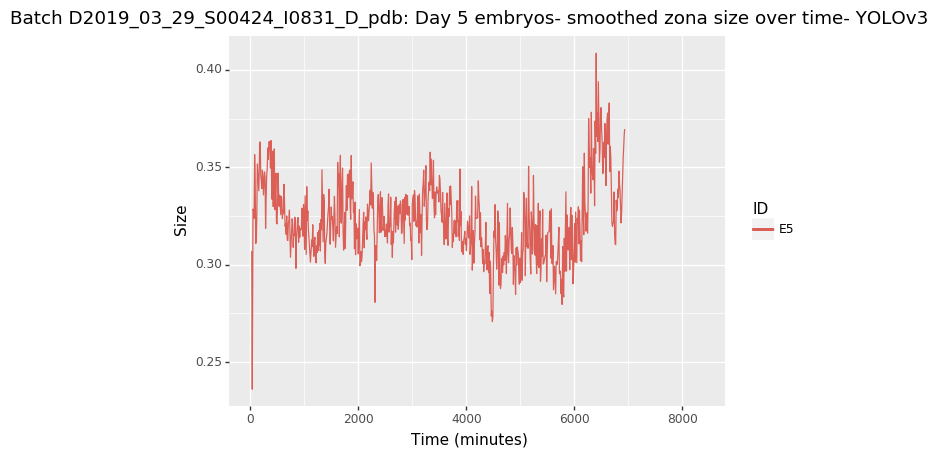 Batch D2019_03_29_S00424_I0831_D_pdb: Day 5 embryos- smoothed zona size over time- YOLOv3
0.40
0.35
0.30
0.25
Size
0
2000
4000
6000
8000
Time (minutes)
ID
E5